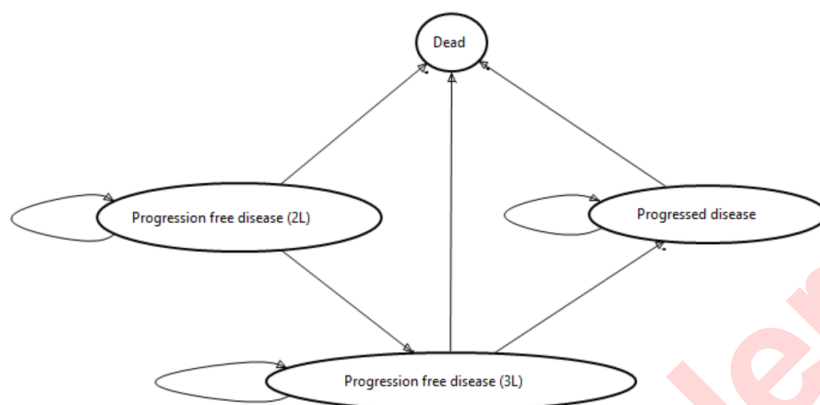 Dead
Progression free disease (2L)
Progressed disease
Progression free disease (3L)